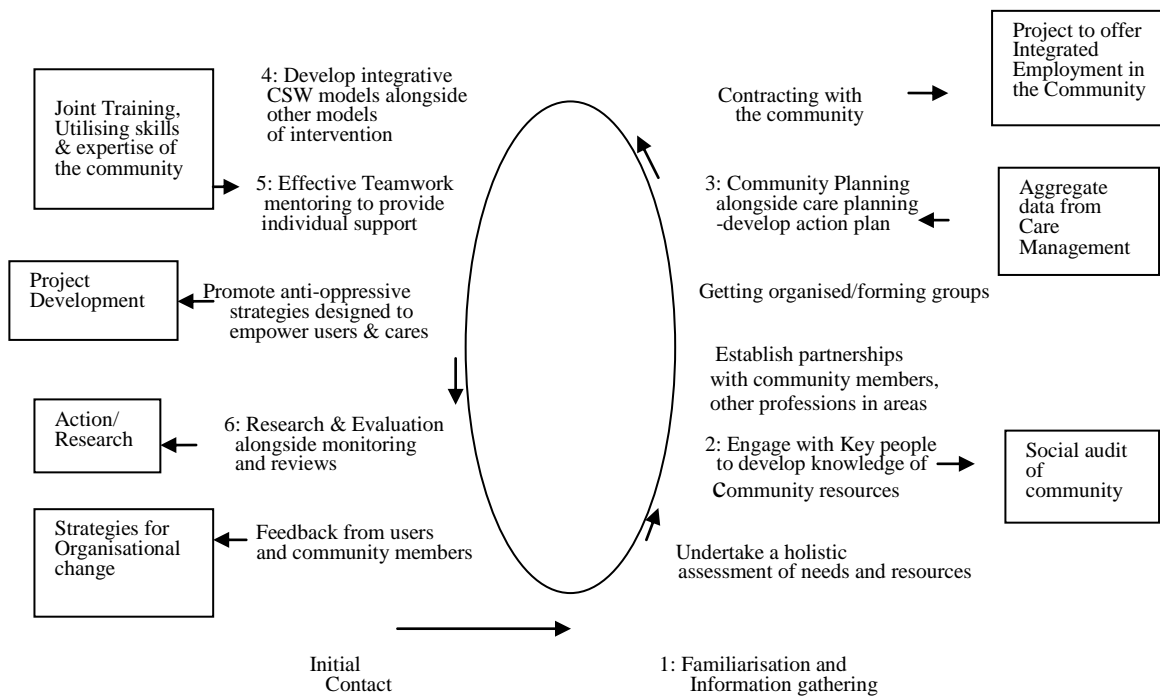 Joint Training,
Utilising skills
& expertise of
the community
4: Develop integrative
CSW models alongside
other models
of intervention
5: Effective Teamwork
mentoring to provide
individual support
Project
Development
Promote anti-oppressive
strategies designed to
empower users & cares
Action/
Research
6: Research & Evaluation
alongside monitoring
and reviews
Strategies for
Organisational
change
Feedback from users
and community members
Project to offer
Integrated
Employment in
the Community
Contracting with
the community
3: Community Planning
alongside care planning
-develop action plan
Aggregate
data from
Care
Management
Getting organised/forming groups
Establish partnerships
with community members,
other professions in areas
2: Engage with Key people
to develop knowledge of
Community resources
Social audit
of
community
Undertake a holistic
assessment of needs and resources
Initial
Contact
1: Familiarisation and
Information gathering